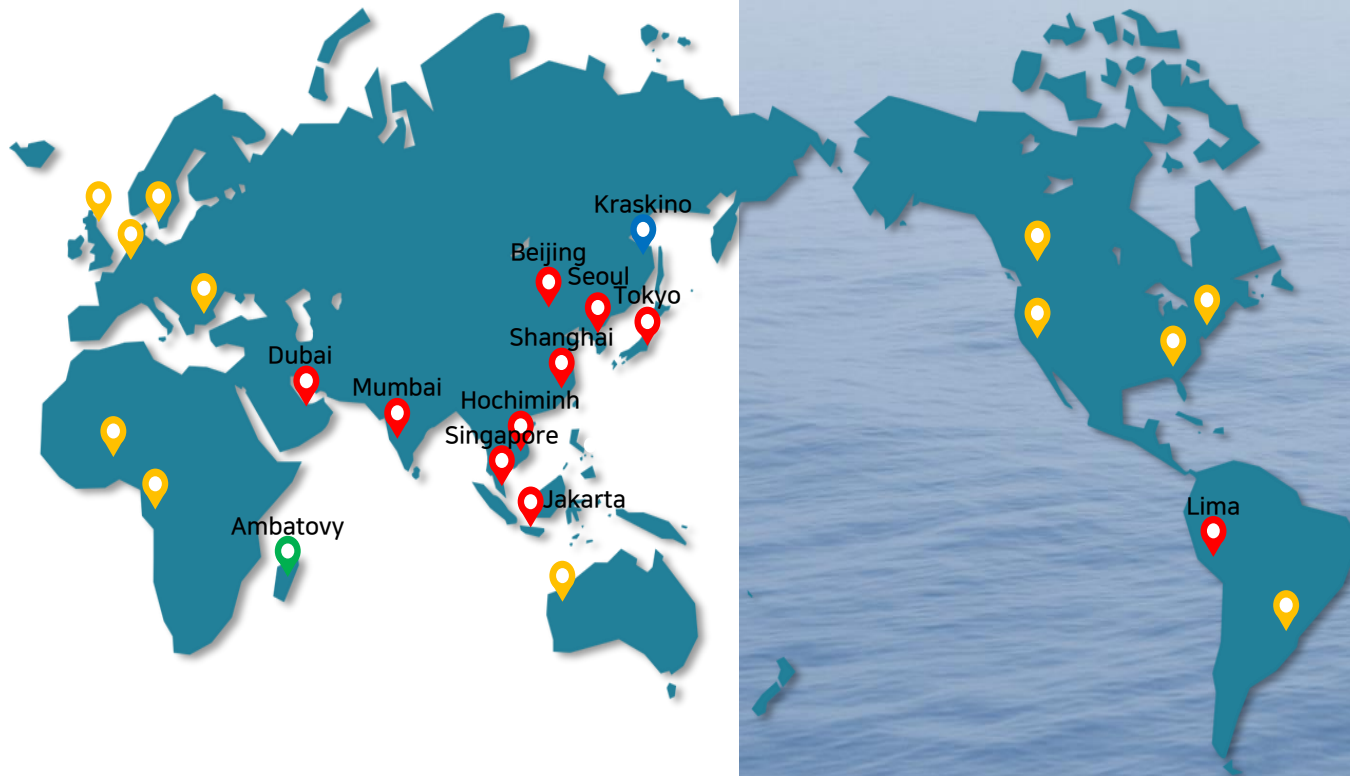 Kraskino
Beijing
Seoul
Tokyo
Shanghai
Dubai
Mumbai
Hochiminh
Singapore
Jakarta
Lima
Ambatovy